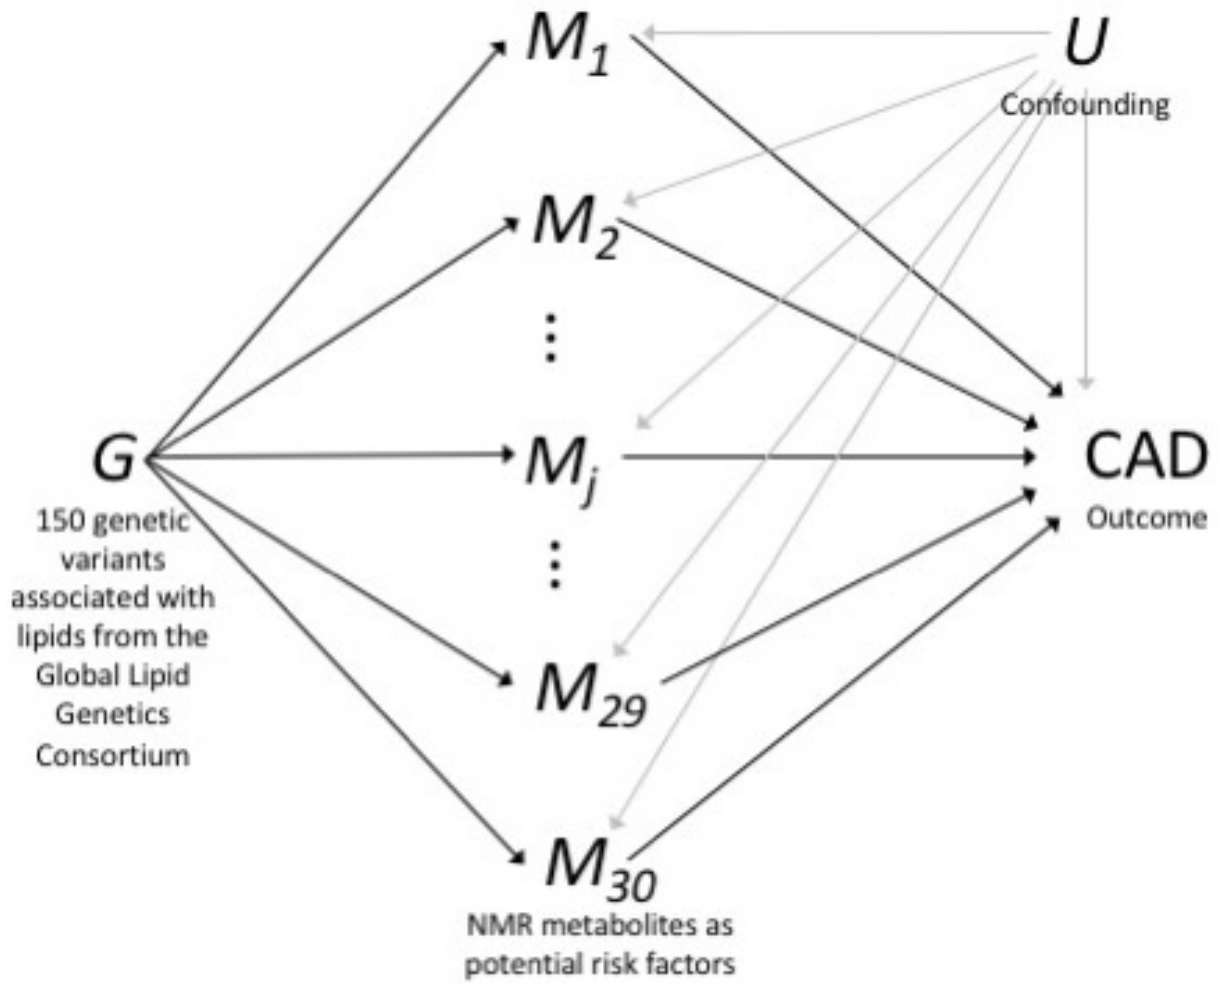 M1
U
Confounding
M2
⋮
G
Mj
CAD
150 genetic
variants
associated with
lipids from the
Global Lipid
Genetics
Consortium
Outcome
⋮
M29
M30
NMR metabolites as
potential risk factors